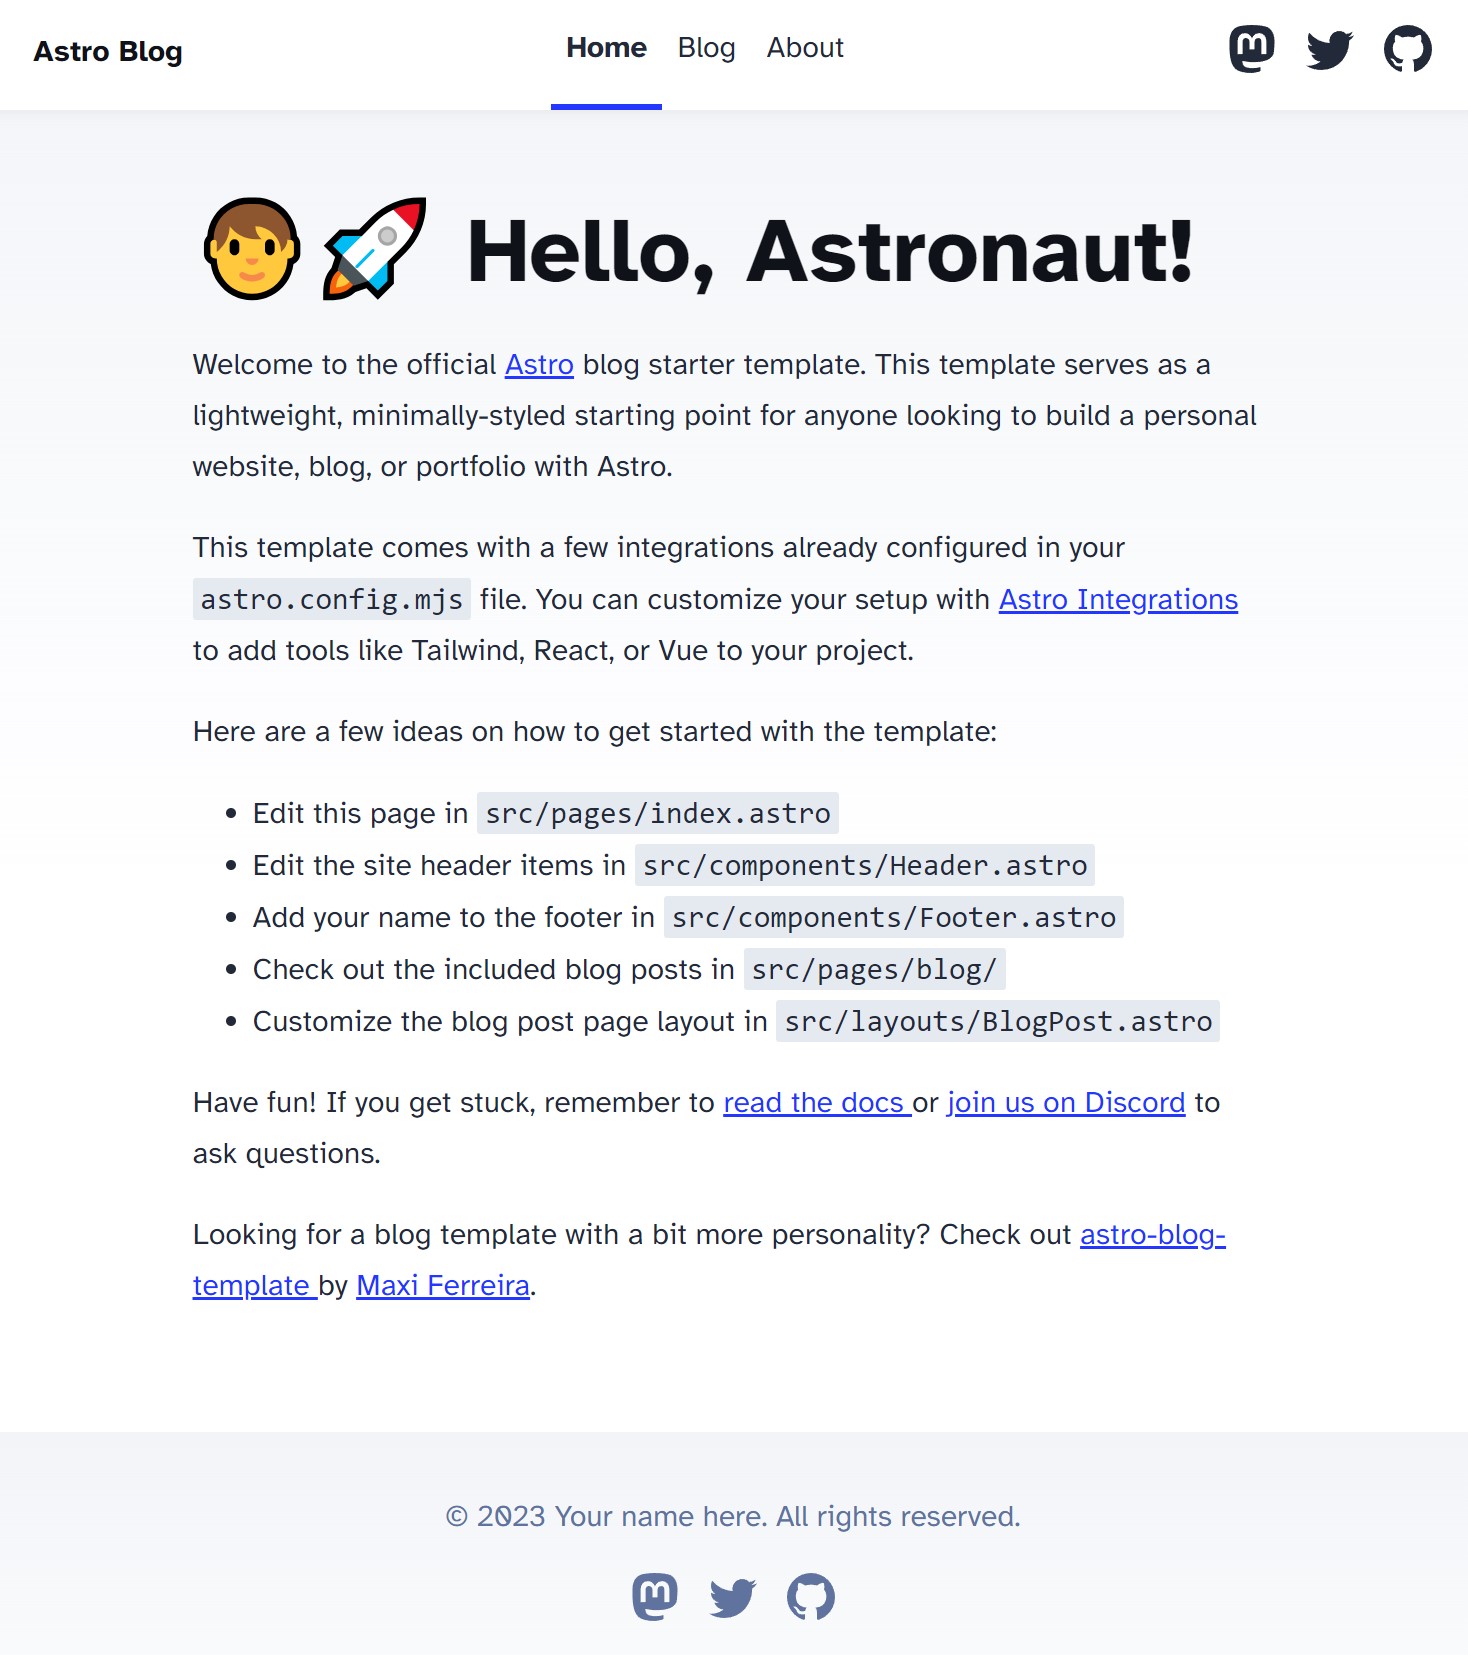 Astro Blog
Home Blog About
🧑‍🚀 Hello, Astronaut!
Welcome to the official Astro blog starter template. This template serves as a
lightweight, minimally-styled starting point for anyone looking to build a personal
website, blog, or portfolio with Astro.
This template comes with a few integrations already configured in your
astro.config.mjs file. You can customize your setup with Astro Integrations
to add tools like Tailwind, React, or Vue to your project.
Here are a few ideas on how to get started with the template:
• Edit this page in src/pages/index.astro
• Edit the site header items in src/components/Header.astro
• Add your name to the footer in src/components/Footer.astro
• Check out the included blog posts in src/pages/blog/
• Customize the blog post page layout in src/layouts/BlogPost.astro
Have fun! If you get stuck, remember to read the docs or join us on Discord to
ask questions.
Looking for a blog template with a bit more personality? Check out astro-blog-
template by Maxi Ferreira.
© 2023 Your name here. All rights reserved.